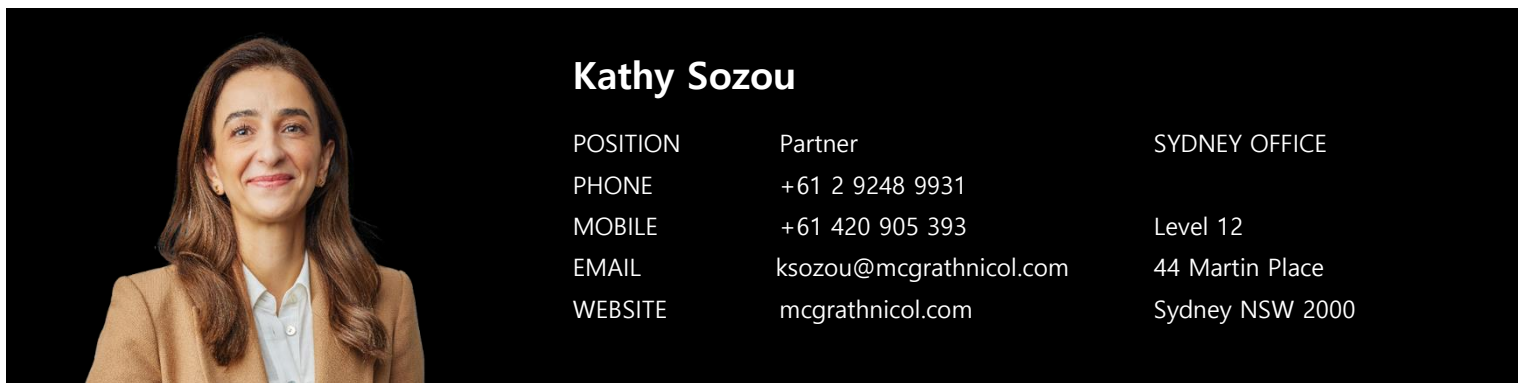 Kathy Sozou
POSITION Partner SYDNEY OFFICE
PHONE +61 2 9248 9931
MOBILE +61 420 905 393 Level 12
EMAIL ksozou@mcgrathnicol.com 44 Martin Place
WEBSITE mcgrathnicol.com Sydney NSW 2000